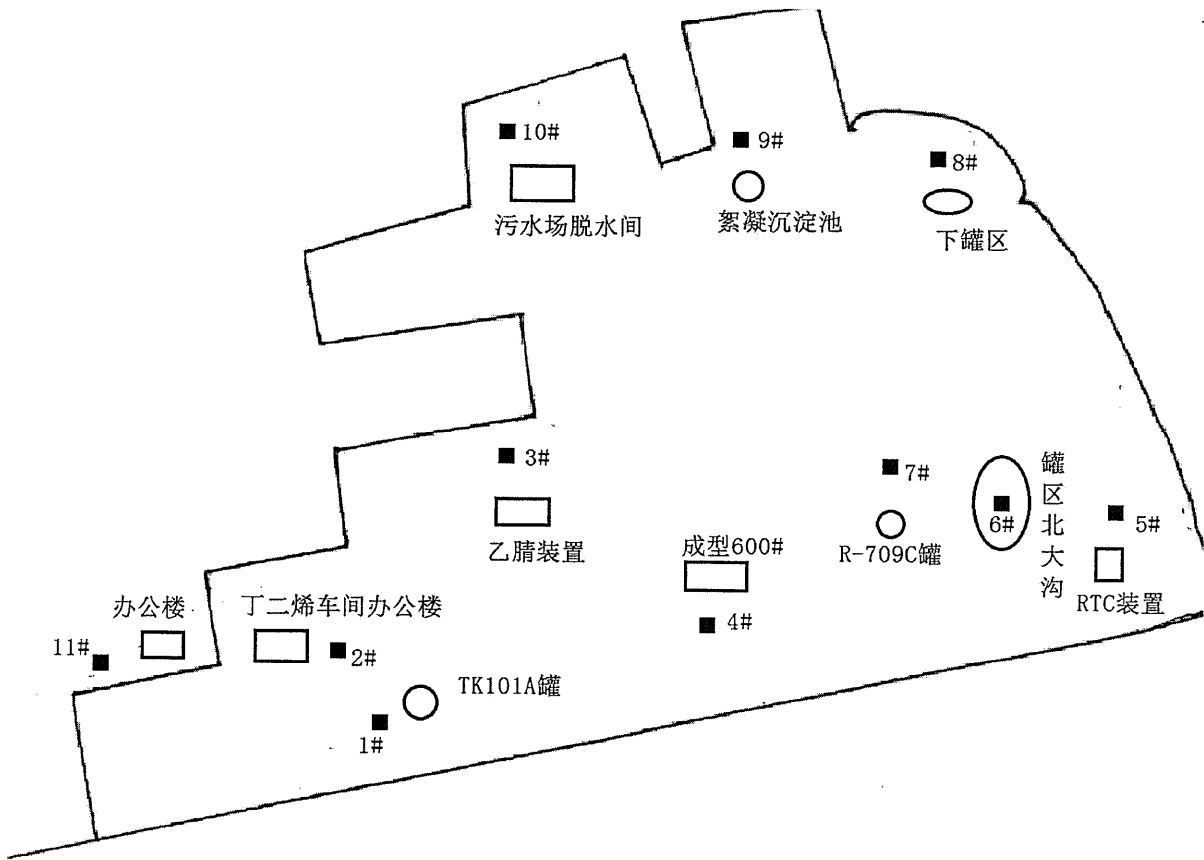 10#
9#
8#
污水场脱水间
絮凝沉淀池
下罐区
3#
7#
罐区北大沟
6#
5#
乙腈装置
成型600#
R-709C罐
RTC装置
办公楼
丁二烯车间办公楼
4#
11#
2#
TK101A罐
1#